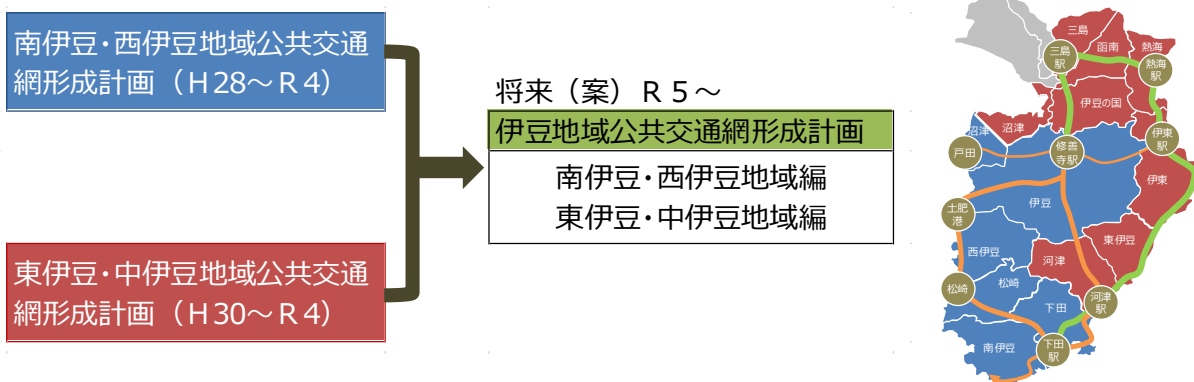 南伊豆･西伊豆地域公共交通
網形成計画（Ｈ28～Ｒ４）
東伊豆･中伊豆地域公共交通
網形成計画（Ｈ30～Ｒ４）
将来（案）Ｒ５～
伊豆地域公共交通網形成計画
南伊豆･西伊豆地域編
東伊豆･中伊豆地域編
三島
函南
熱海
三島
駅
熱海
駅
伊豆の国
沼津
沼津
戸田
修善
寺駅
伊東
駅
伊東
土肥
港
伊豆
東伊豆
西伊豆
河津
松崎
松崎
河津
駅
下田
南伊豆
下田
駅